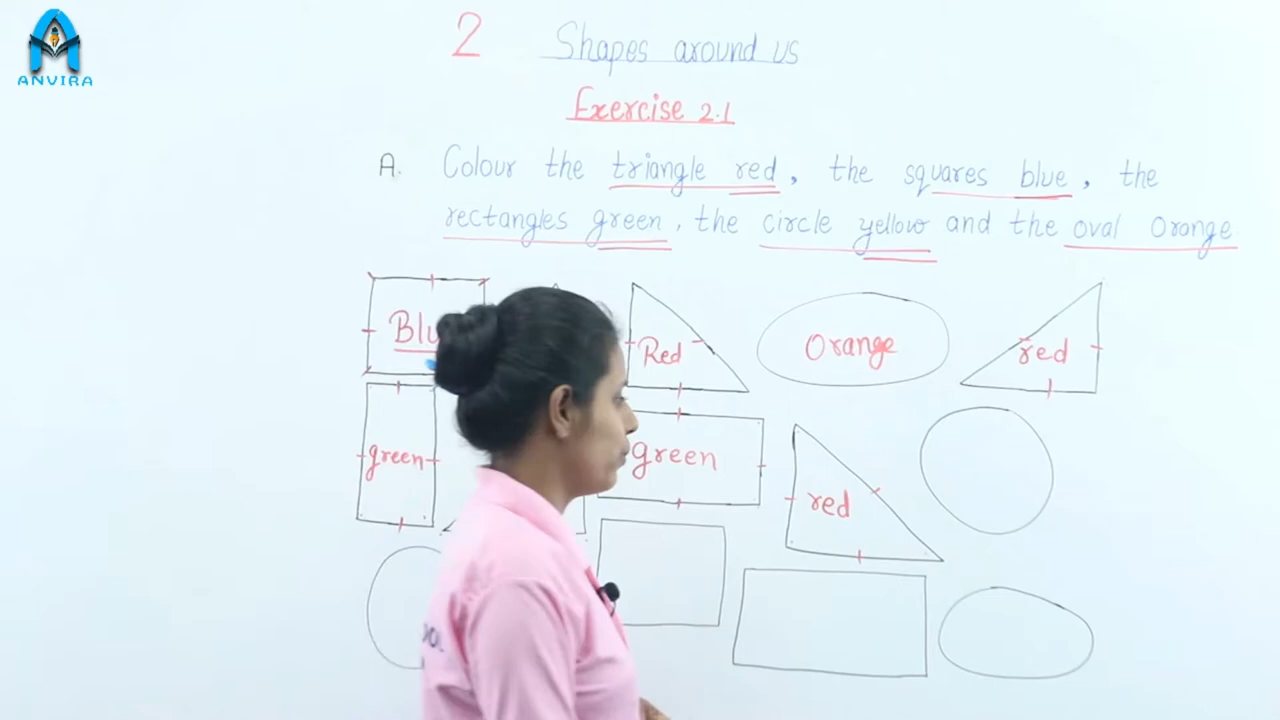 ANVIRA
2 Shapes around us
Exercise 2.1
A. Colour the triangle red, the squares blue, the
rectangles green, the circle yellow and the oval Orange.
Red Orange red
green green red